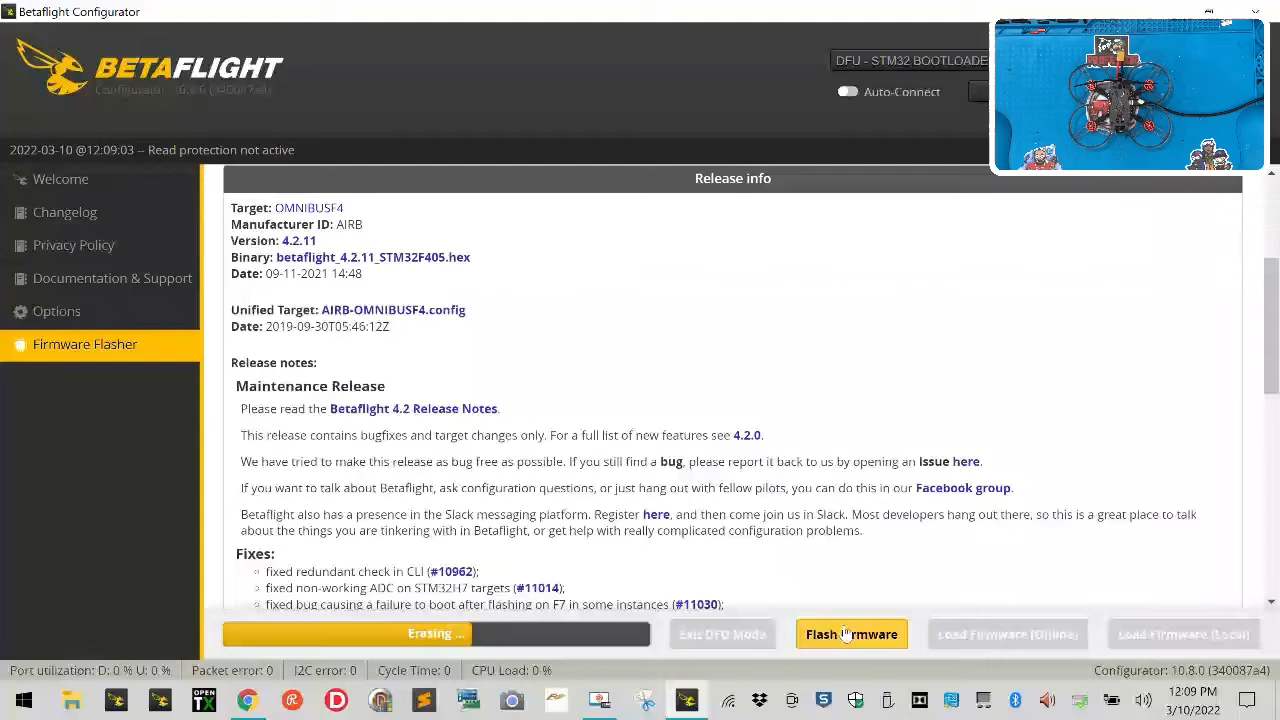 Betaflight Configurator
BETAFLIGHT
Configurator 10.8.0 (340087a4)
DFU - STM32 BOOTLOADE
Auto-Connect
2022-03-10 @12:09:03 -- Read protection not active
Welcome
Changelog
Privacy Policy
Documentation & Support
Options
Firmware Flasher
Release info
Target: OMNIBUSF4
Manufacturer ID: AIRB
Version: 4.2.11
Binary: betaflight_4.2.11_STM32F405.hex
Date: 09-11-2021 14:48
Unified Target: AIRB-OMNIBUSF4.config
Date: 2019-09-30T05:46:12Z
Release notes:
Maintenance Release
Please read the Betaflight 4.2 Release Notes.
This release contains bugfixes and target changes only. For a full list of new features see 4.2.0.
We have tried to make this release as bug free as possible. If you still find a bug, please report it back to us by opening an issue here.
If you want to talk about Betaflight, ask configuration questions, or just hang out with fellow pilots, you can do this in our Facebook group.
Betaflight also has a presence in the Slack messaging platform. Register here, and then come join us in Slack. Most developers hang out there, so this is a great place to talk
about the things you are tinkering with in Betaflight, or get help with really complicated configuration problems.
Fixes:
fixed redundant check in CLI (#10962);
fixed non-working ADC on STM32H7 targets (#11014);
fixed bug causing a failure to boot after flashing on F7 in some instances (#11030);
Erasing ...
Exit DFU Mode
Flash Firmware
Load Firmware [Online]
Load Firmware [Local]
Port utilization: D: 0 % U: 0 %
Packet error: 0
I2C error: 0
Cycle Time: 0
CPU Load: 0 %
Configurator: 10.8.0 (340087a4)
OPEN
TX
12:09 PM
3/10/2022